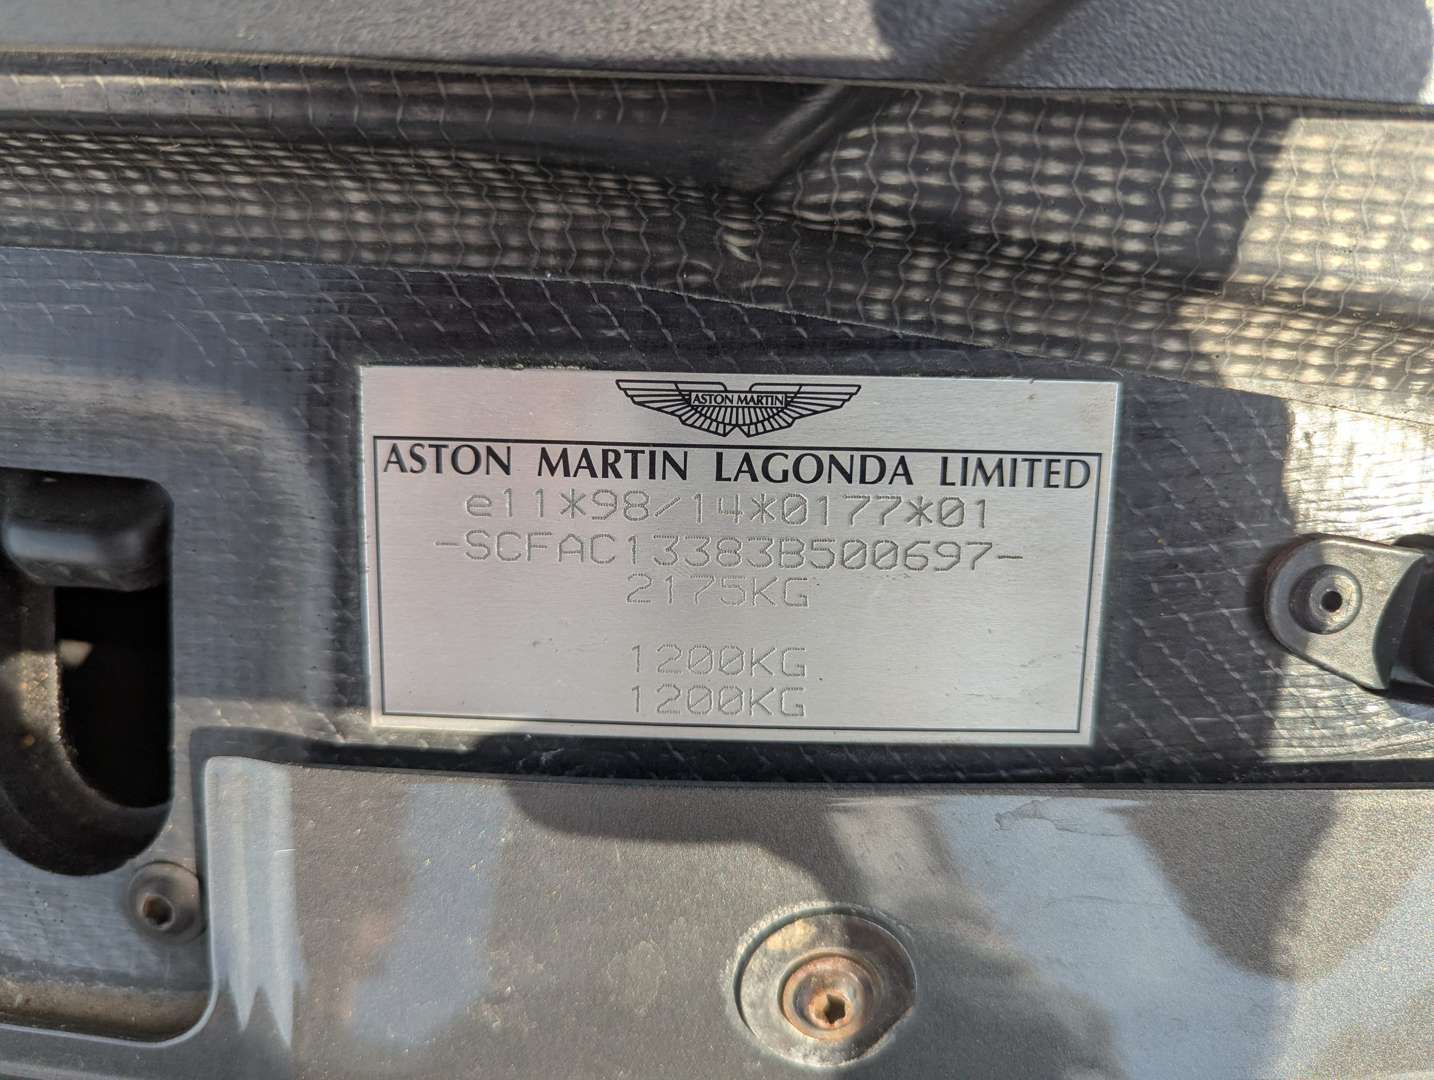 ASTON MARTIN
ASTON MARTIN LAGONDA LIMITED
e11*98/14*0177*01
-SCFAC13383B500697-
2175KG
1200KG
1200KG